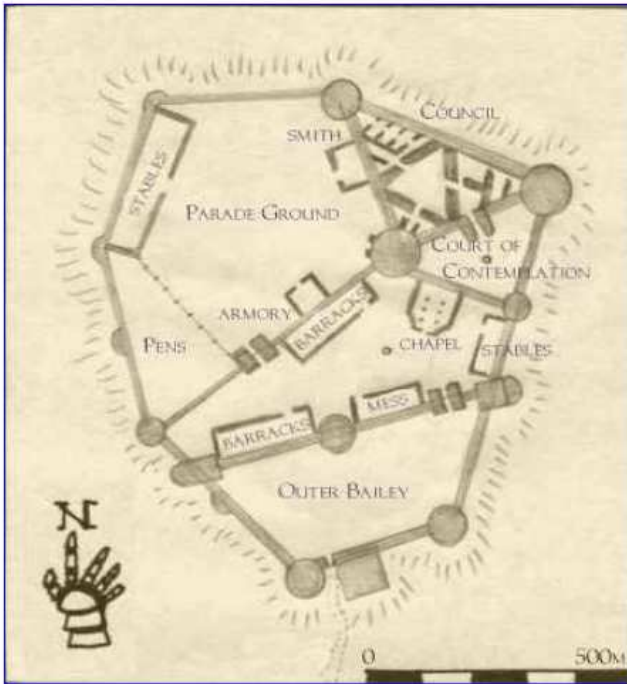 COUNCIL
SMITH
STABLES
PARADE GROUND
COURT OF
CONTEMPLATION
ARMORY
BARRACKS
PENS
CHAPEL
STABLES
MESS
BARRACKS
OUTER BAILEY
N
0 500M